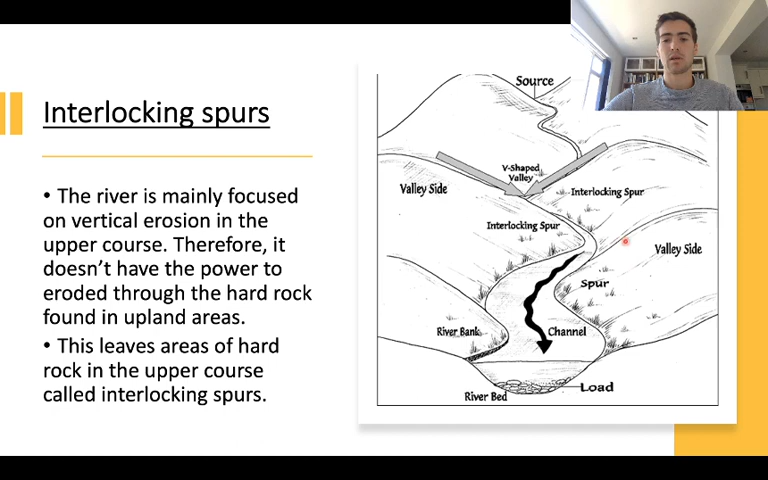 Interlocking spurs
• The river is mainly focused
on vertical erosion in the
upper course. Therefore, it
doesn't have the power to
eroded through the hard rock
found in upland areas.
• This leaves areas of hard
rock in the upper course
called interlocking spurs.
Source
V-Shaped
Valley
Valley Side
Interlocking Spur
Interlocking Spur
Valley Side
Spur
River Bank
Channel
Load
River Bed